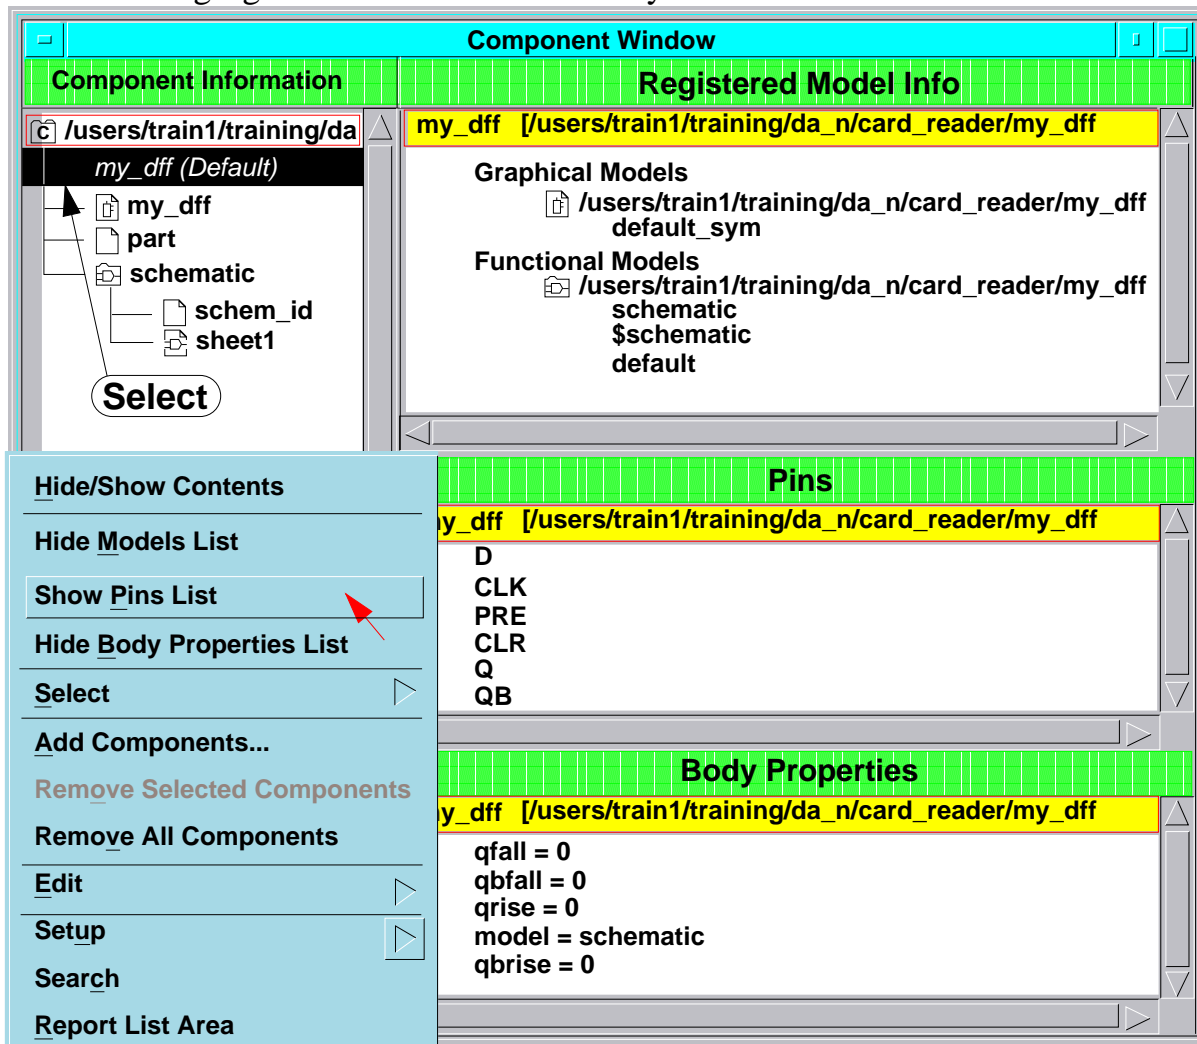 Component Window
Component Information
Registered Model Info
C /users/train1/training/da
my_dff (Default)
my_dff
part
schematic
schem_id
sheet1
Select
my_dff [/users/train1/training/da_n/card_reader/my_dff
Graphical Models
/users/train1/training/da_n/card_reader/my_dff
default_sym
Functional Models
/users/train1/training/da_n/card_reader/my_dff
schematic
$schematic
default
Hide/Show Contents
Hide Models List
Show Pins List
Hide Body Properties List
Select
Add Components...
Remove Selected Components
Remove All Components
Edit
Setup
Search
Report List Area
Pins
y_dff [/users/train1/training/da_n/card_reader/my_dff
D
CLK
PRE
CLR
Q
QB
Body Properties
y_dff [/users/train1/training/da_n/card_reader/my_dff
qfall = 0
qbfall = 0
qrise = 0
model = schematic
qbrise = 0